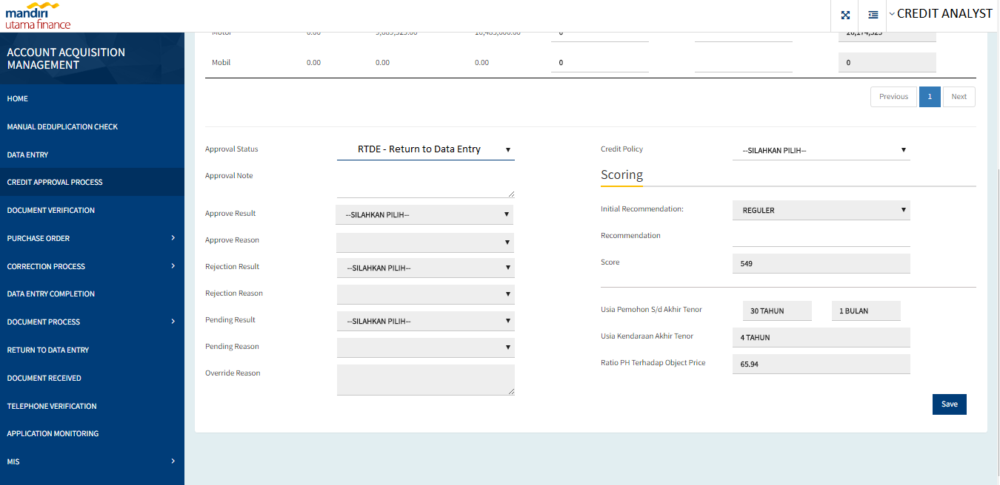 mandiri
utama finance
CREDIT ANALYST
ACCOUNT ACQUISITION
MANAGEMENT
HOME
MANUAL DEDUPLICATION CHECK
DATA ENTRY
CREDIT APPROVAL PROCESS
DOCUMENT VERIFICATION
PURCHASE ORDER
CORRECTION PROCESS
DATA ENTRY COMPLETION
DOCUMENT PROCESS
RETURN TO DATA ENTRY
DOCUMENT RECEIVED
TELEPHONE VERIFICATION
APPLICATION MONITORING
MIS
Motor 0.00
Mobil 0.00 0.00 0.00 0 0
Previous 1 Next
Approval Status RTDE - Return to Data Entry
Approval Note
Approve Result --SILAHKAN PILIH--
Approve Reason
Rejection Result --SILAHKAN PILIH--
Rejection Reason
Pending Result --SILAHKAN PILIH--
Pending Reason
Override Reason
Credit Policy --SILAHKAN PILIH--
Scoring
Initial Recommendation: REGULER
Recommendation
Score 549
Usia Pemohon S/d Akhir Tenor 30 TAHUN 1 BULAN
Usia Kendaraan Akhir Tenor 4 TAHUN
Ratio PH Terhadap Object Price 65.94
Save